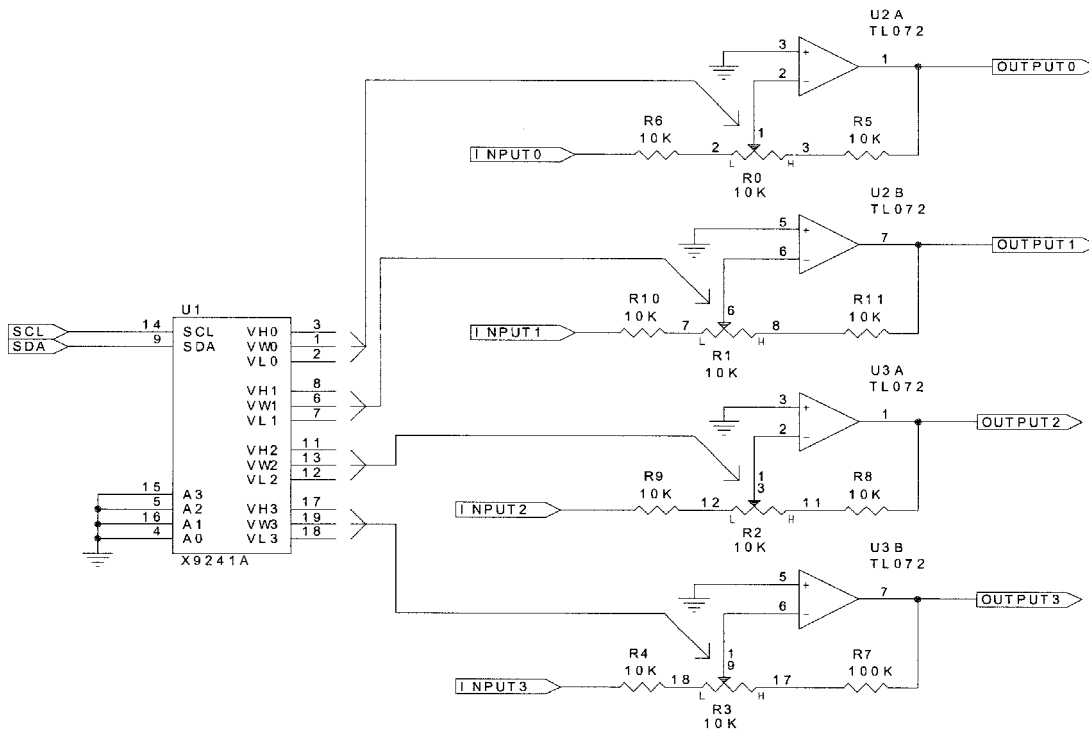 U2A
TL072
3
+
2
−
1
OUTPUT0
R6
10K
R5
10K
1
INPUT0
2
3
L
H
R0
10K
U2B
TL072
5
+
6
−
7
OUTPUT1
R10
10K
R11
10K
6
INPUT1
7
8
L
H
R1
10K
U1
SCL
14
SCL
VH0
3
SDA
9
SDA
VW0
1
VL0
2
VH1
8
VW1
6
VL1
7
VH2
11
VW2
13
VL2
12
15
A3
5
A2
VH3
17
16
A1
VW3
19
4
A0
VL3
18
X9241A
U3A
TL072
3
+
2
−
1
OUTPUT2
R9
10K
R8
10K
1
3
INPUT2
12
11
L
H
R2
10K
U3B
TL072
5
+
6
−
7
OUTPUT3
R4
10K
R7
100K
1
9
INPUT3
18
17
L
H
R3
10K